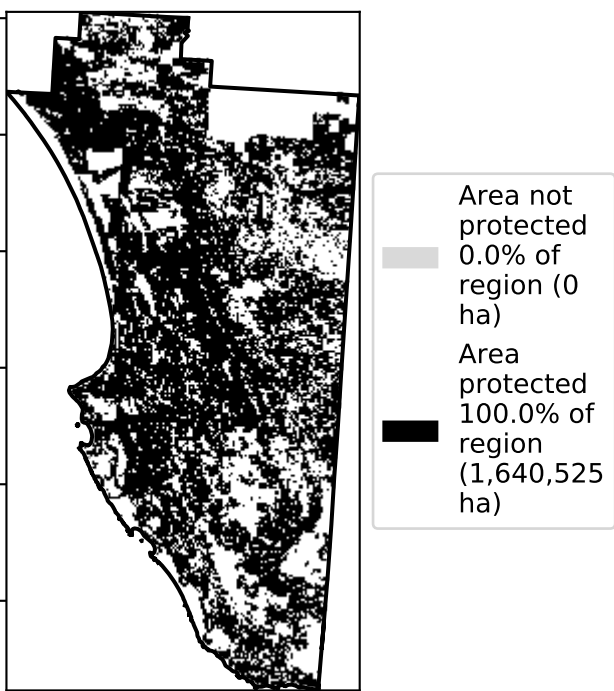 Area not
protected
0.0% of
region (0
ha)
Area
protected
100.0% of
region
(1,640,525
ha)